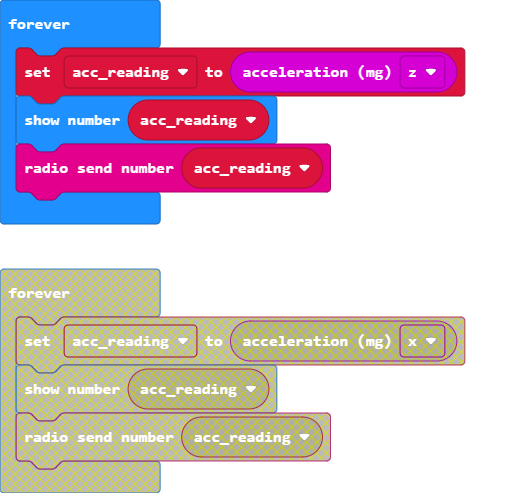 forever
set acc_reading to acceleration (mg) z
show number acc_reading
radio send number acc_reading
forever
set acc_reading to acceleration (mg) x
show number acc_reading
radio send number acc_reading